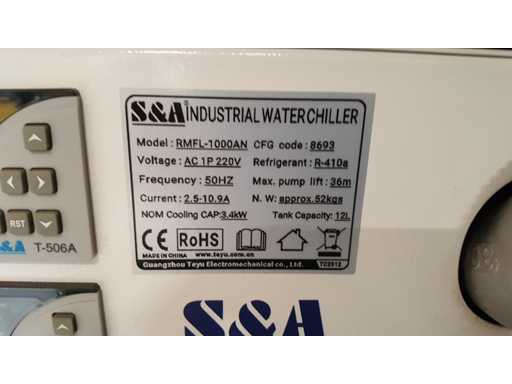 S&A INDUSTRIAL WATER CHILLER
Model: RMFL-1000AN CFG code: 8693
Voltage: AC 1P 220V Refrigerant: R-410a
Frequency: 50HZ Max. pump lift: 36m
Current: 2.5-10.9A N. W: approx.52kgs
NOM Cooling CAP: 3.4kW Tank Capacity: 12L
CE RoHS
MADE IN CHINA www.teyu.com.cn
Guangzhou Teyu Electromechanical co., Ltd.
RST
S&A T-506A
S&A